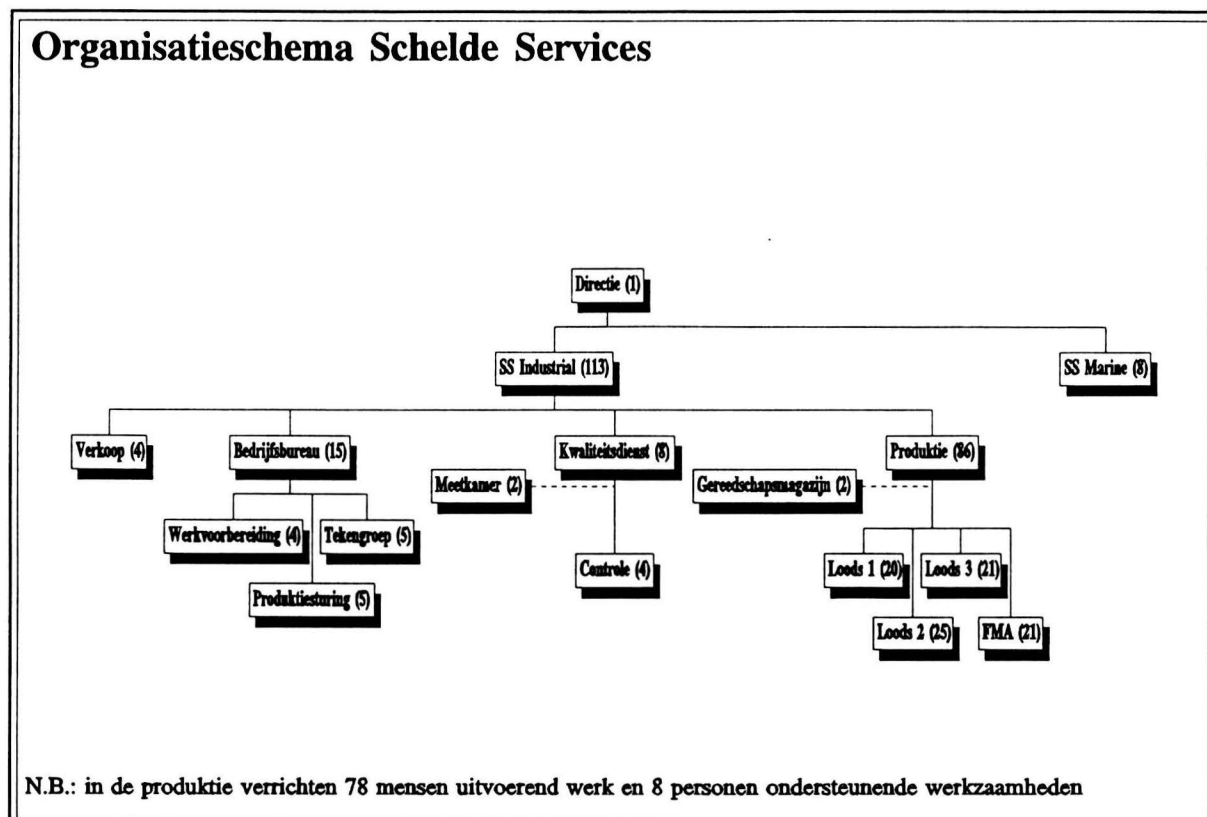 Organisatieschema Schelde Services
Directie (1)
SS Industrial (113)
SS Marine (8)
Verkoop (4)
Bedrijfsbureau (15)
Kwaliteitsdienst (8)
Produktie (86)
Meetkamer (2)
Gereedschapsmagazijn (2)
Werkvoorbereiding (4)
Tekengroep (5)
Controle (4)
Loods 1 (20)
Loods 3 (21)
Produktiesturing (5)
Loods 2 (25)
FMA (21)
N.B.: in de produktie verrichten 78 mensen uitvoerend werk en 8 personen ondersteunende werkzaamheden